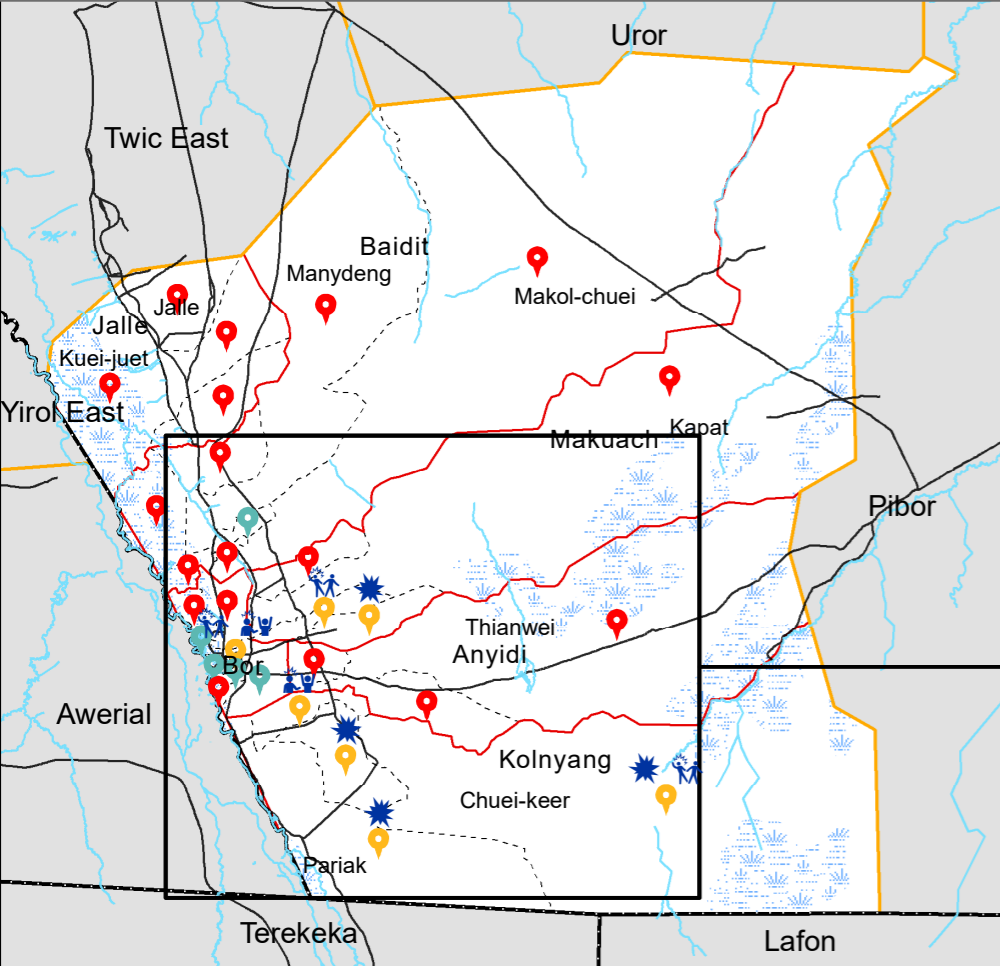 Uror
Twic East
Baidit
Manydeng
Makol-chuei
Jalle
Jalle
Kuei-juet
Yirol East
Kapat
Makuach
Pibor
Thianwei
Anyidi
Bor
Awerial
Kolnyang
Chuei-keer
Pariak
Terekeka
Lafon